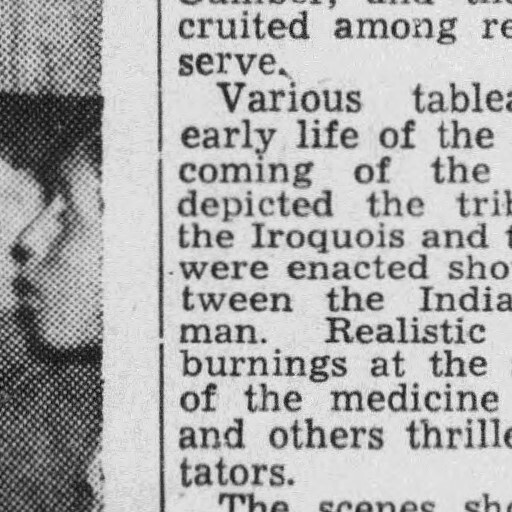 cruited among re
serve.
Various tablea
early life of the
coming of the
depicted the trib
the Iroquois and t
were enacted sho
tween the India
man. Realistic
burnings at the
of the medicine
and others thrille
tators.
The scenes sho